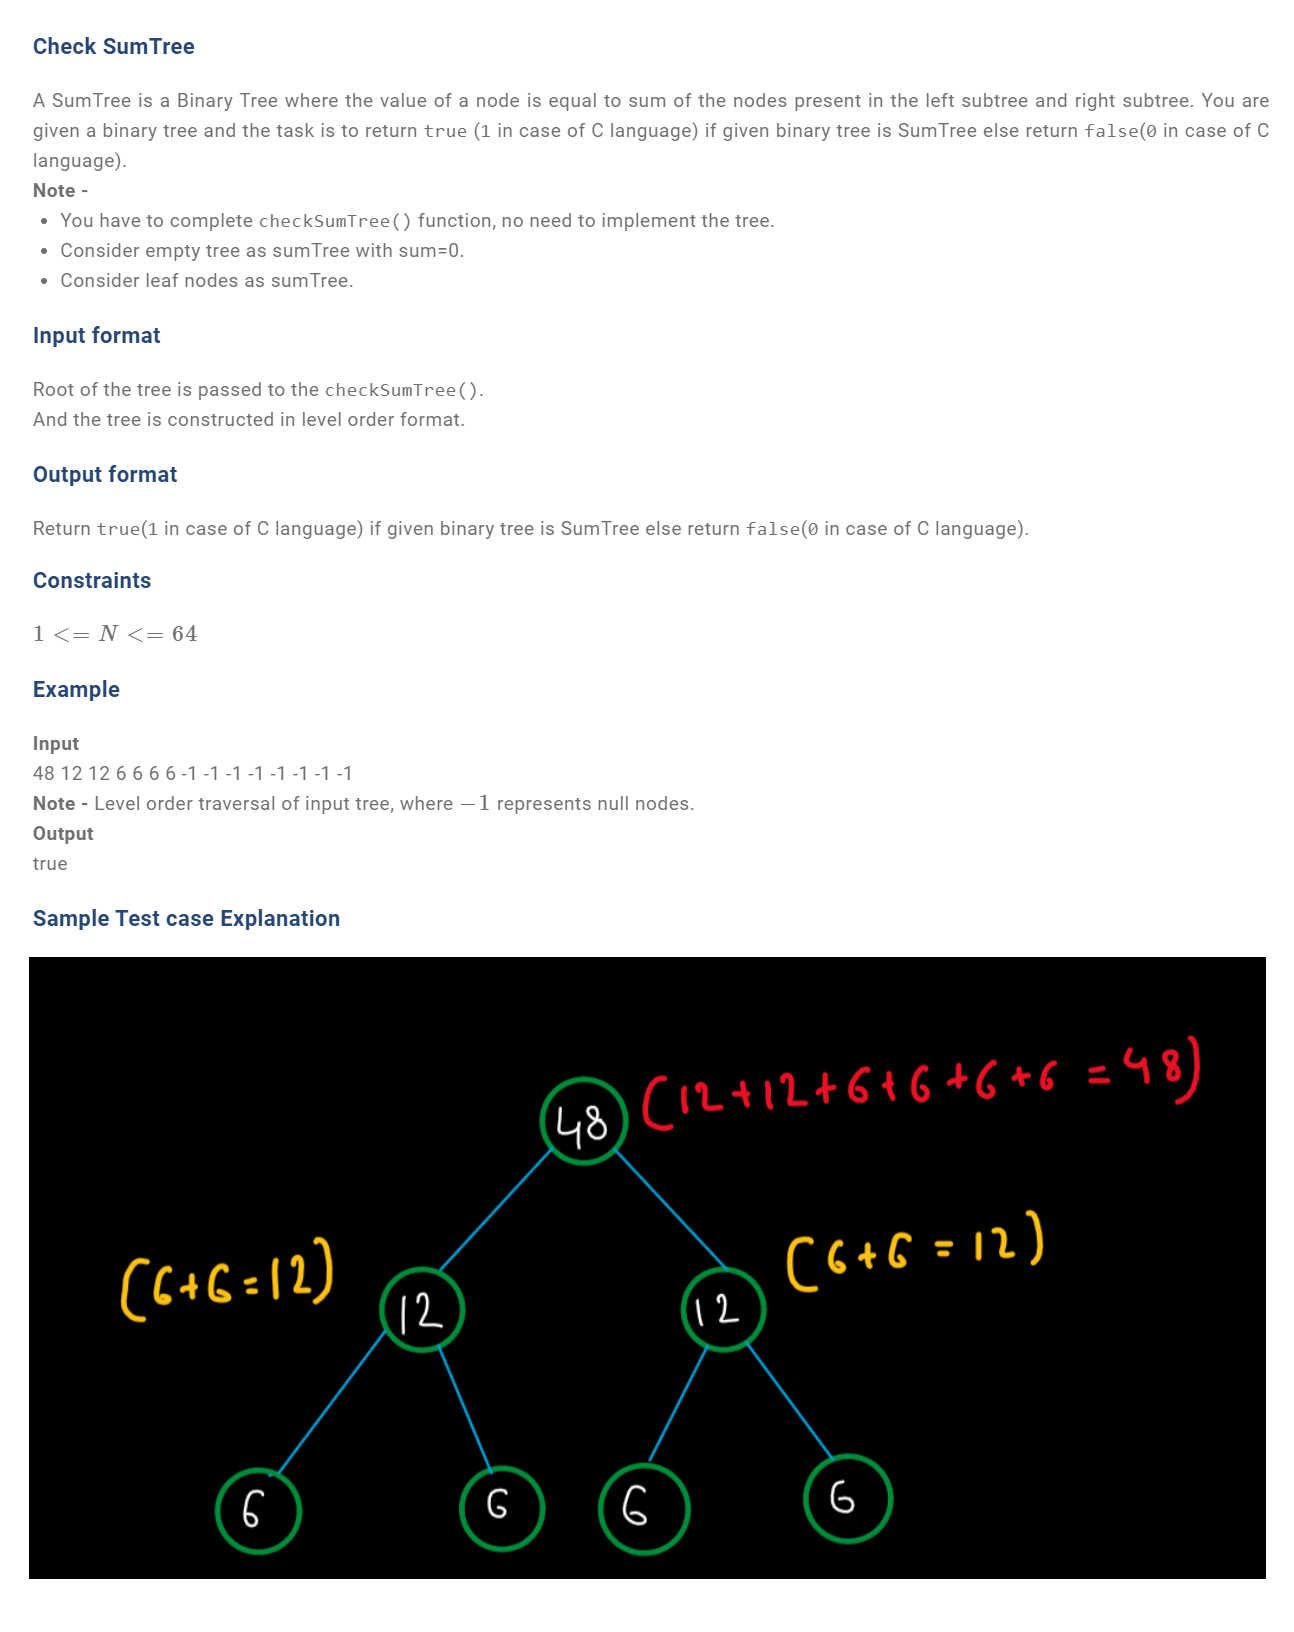 Check SumTree
A SumTree is a Binary Tree where the value of a node is equal to sum of the nodes present in the left subtree and right subtree. You are
given a binary tree and the task is to return true (1 in case of C language) if given binary tree is SumTree else return false(0 in case of C
language).
Note -
• You have to complete checkSumTree() function, no need to implement the tree.
• Consider empty tree as sumTree with sum=0.
• Consider leaf nodes as sumTree.
Input format
Root of the tree is passed to the checkSumTree().
And the tree is constructed in level order format.
Output format
Return true(1 in case of C language) if given binary tree is SumTree else return false(0 in case of C language).
Constraints
1 <= N <= 64
Example
Input
48 12 12 6 6 6 6 -1 -1 -1 -1 -1 -1 -1 -1
Note - Level order traversal of input tree, where −1 represents null nodes.
Output
true
Sample Test case Explanation
48 (12+12+6+6+6+6 = 48)
(6+6=12) 12 12 (6+6 = 12)
6 6 6 6